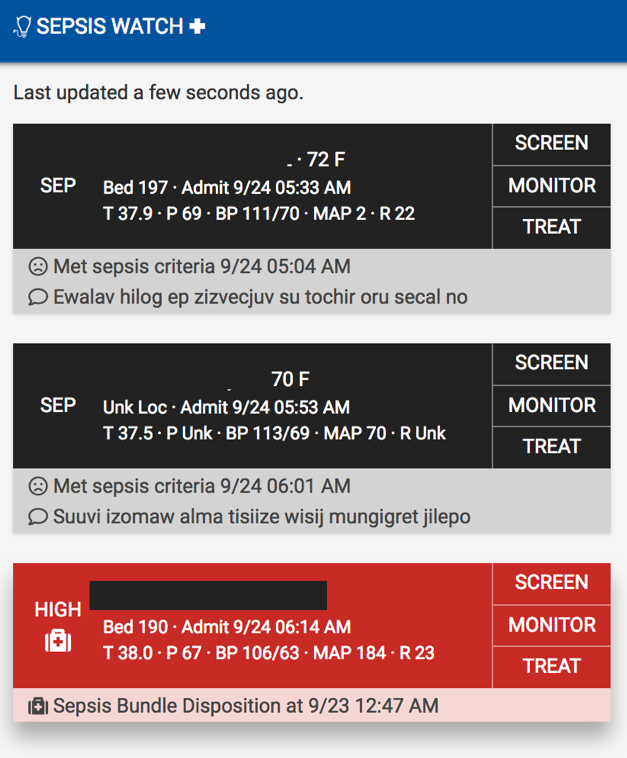 SEPSIS WATCH
Last updated a few seconds ago.
SEP
· 72 F
Bed 197 · Admit 9/24 05:33 AM
T 37.9 · P 69 · BP 111/70 · MAP 2 · R 22
SCREEN
MONITOR
TREAT
Met sepsis criteria 9/24 05:04 AM
Ewalav hilog ep zizvecjuv su tochir oru secal no
SEP
70 F
Unk Loc · Admit 9/24 05:53 AM
T 37.5 · P Unk · BP 113/69 · MAP 70 · R Unk
SCREEN
MONITOR
TREAT
Met sepsis criteria 9/24 06:01 AM
Suuvi izomaw alma tisiize wisij mungigret jilepo
HIGH
Bed 190 · Admit 9/24 06:14 AM
T 38.0 · P 67 · BP 106/63 · MAP 184 · R 23
SCREEN
MONITOR
TREAT
Sepsis Bundle Disposition at 9/23 12:47 AM